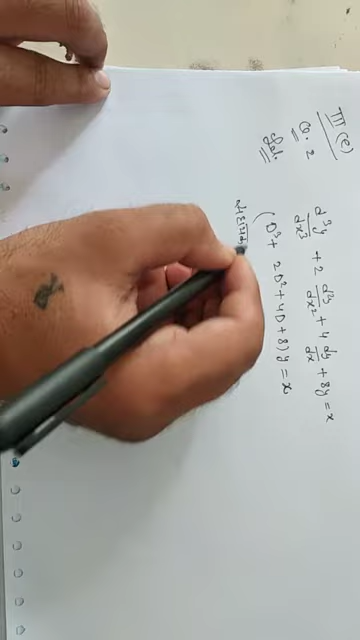 III (e)
Q. 2 d³y/dx³ + 2 d²y/dx² + 4 dy/dx + 8y = x
Sol.
(D³ + 2D² + 4D + 8) y = x